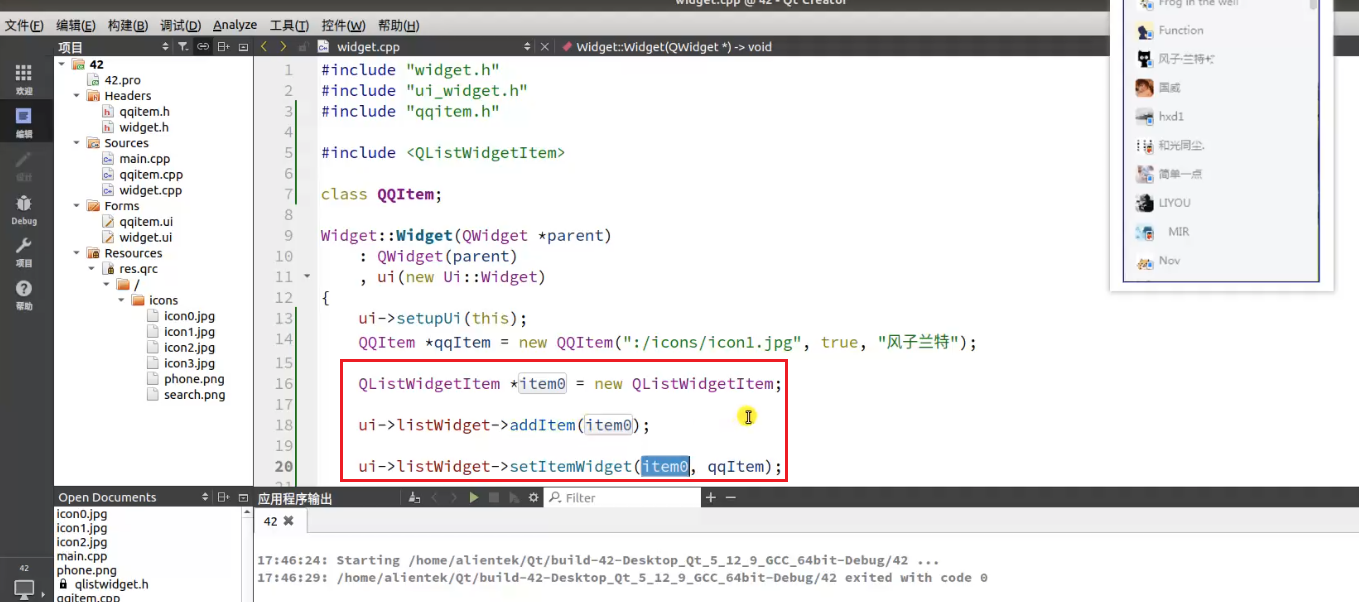 widget.cpp @ 42 - Qt Creator
文件(F) 编辑(E) 构建(B) 调试(D) Analyze 工具(T) 控件(W) 帮助(H)
项目
widget.cpp
Widget::Widget(QWidget *) -> void
欢迎
编辑
设计
Debug
项目
帮助
42
42.pro
Headers
qqitem.h
widget.h
Sources
main.cpp
qqitem.cpp
widget.cpp
Forms
qqitem.ui
widget.ui
Resources
res.qrc
/
icons
icon0.jpg
icon1.jpg
icon2.jpg
icon3.jpg
phone.png
search.png
1 #include "widget.h"
2 #include "ui_widget.h"
3 #include "qqitem.h"
4
5 #include <QListWidgetItem>
6
7 class QQItem;
8
9 Widget::Widget(QWidget *parent)
10 : QWidget(parent)
11 , ui(new Ui::Widget)
12 {
13 ui->setupUi(this);
14 QQItem *qqItem = new QQItem(":/icons/icon1.jpg", true, "风子兰特");
15
16 QListWidgetItem *item0 = new QListWidgetItem;
17
18 ui->listWidget->addItem(item0);
19
20 ui->listWidget->setItemWidget(item0, qqItem);
21
Frog in the well
Function
风子·兰特
国威
hxd1
和光同尘.
简单一点
LIYOU
MIR
Nov
Open Documents
icon0.jpg
icon1.jpg
icon2.jpg
main.cpp
phone.png
qlistwidget.h
qqitem.cpp
42
应用程序输出
Filter
42
17:46:24: Starting /home/alientek/Qt/build-42-Desktop_Qt_5_12_9_GCC_64bit-Debug/42 ...
17:46:29: /home/alientek/Qt/build-42-Desktop_Qt_5_12_9_GCC_64bit-Debug/42 exited with code 0